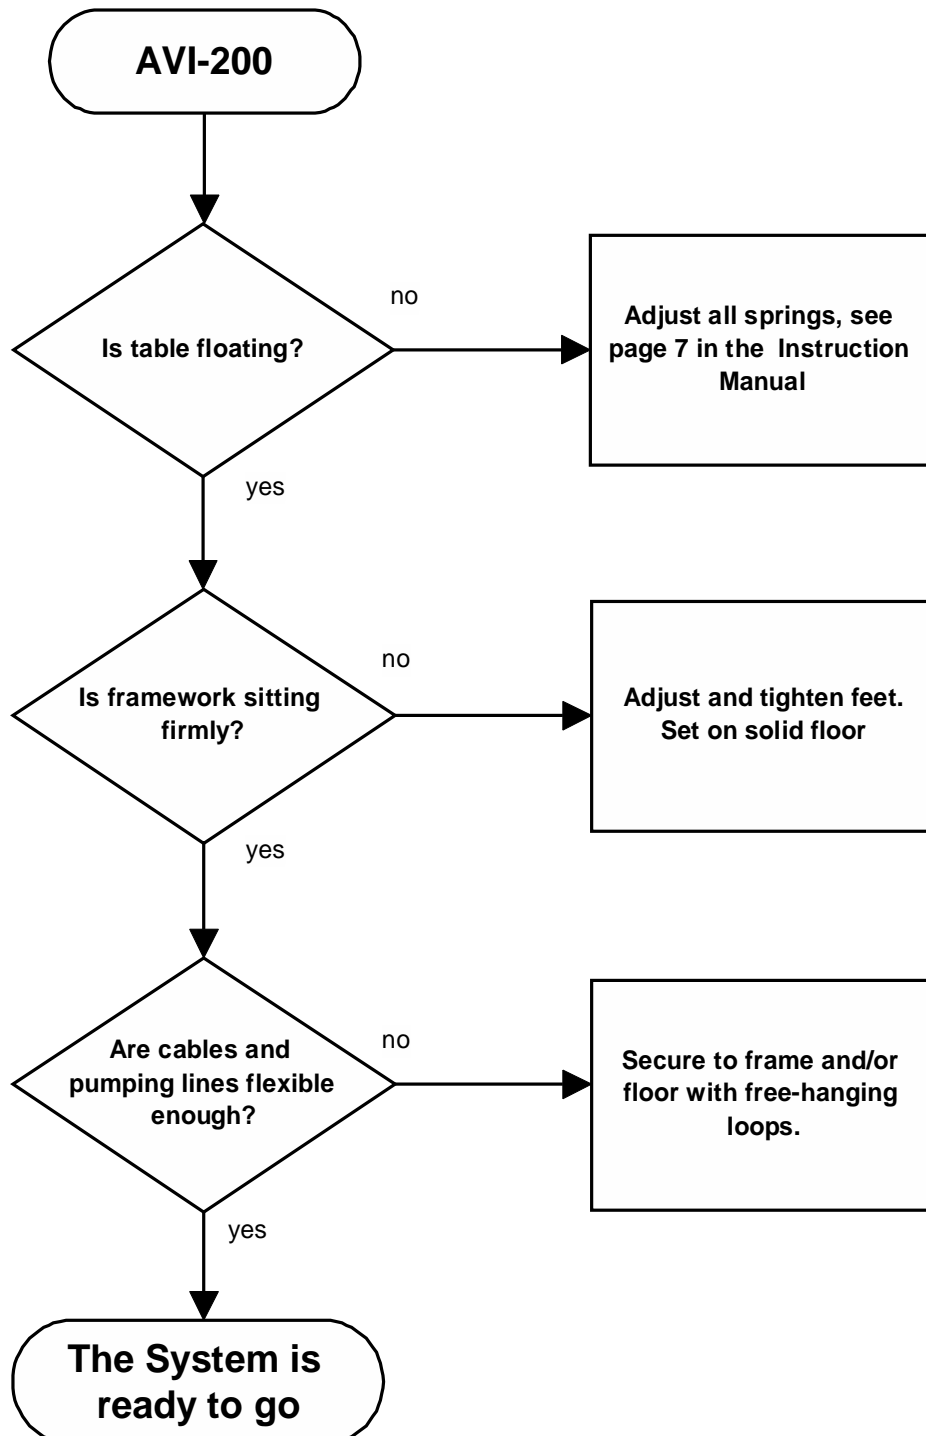 AVI-200
no
Is table floating?
Adjust all springs, see
page 7 in the Instruction
Manual
yes
no
Is framework sitting
firmly?
Adjust and tighten feet.
Set on solid floor
yes
no
Are cables and
pumping lines flexible
enough?
Secure to frame and/or
floor with free-hanging
loops.
yes
The System is
ready to go